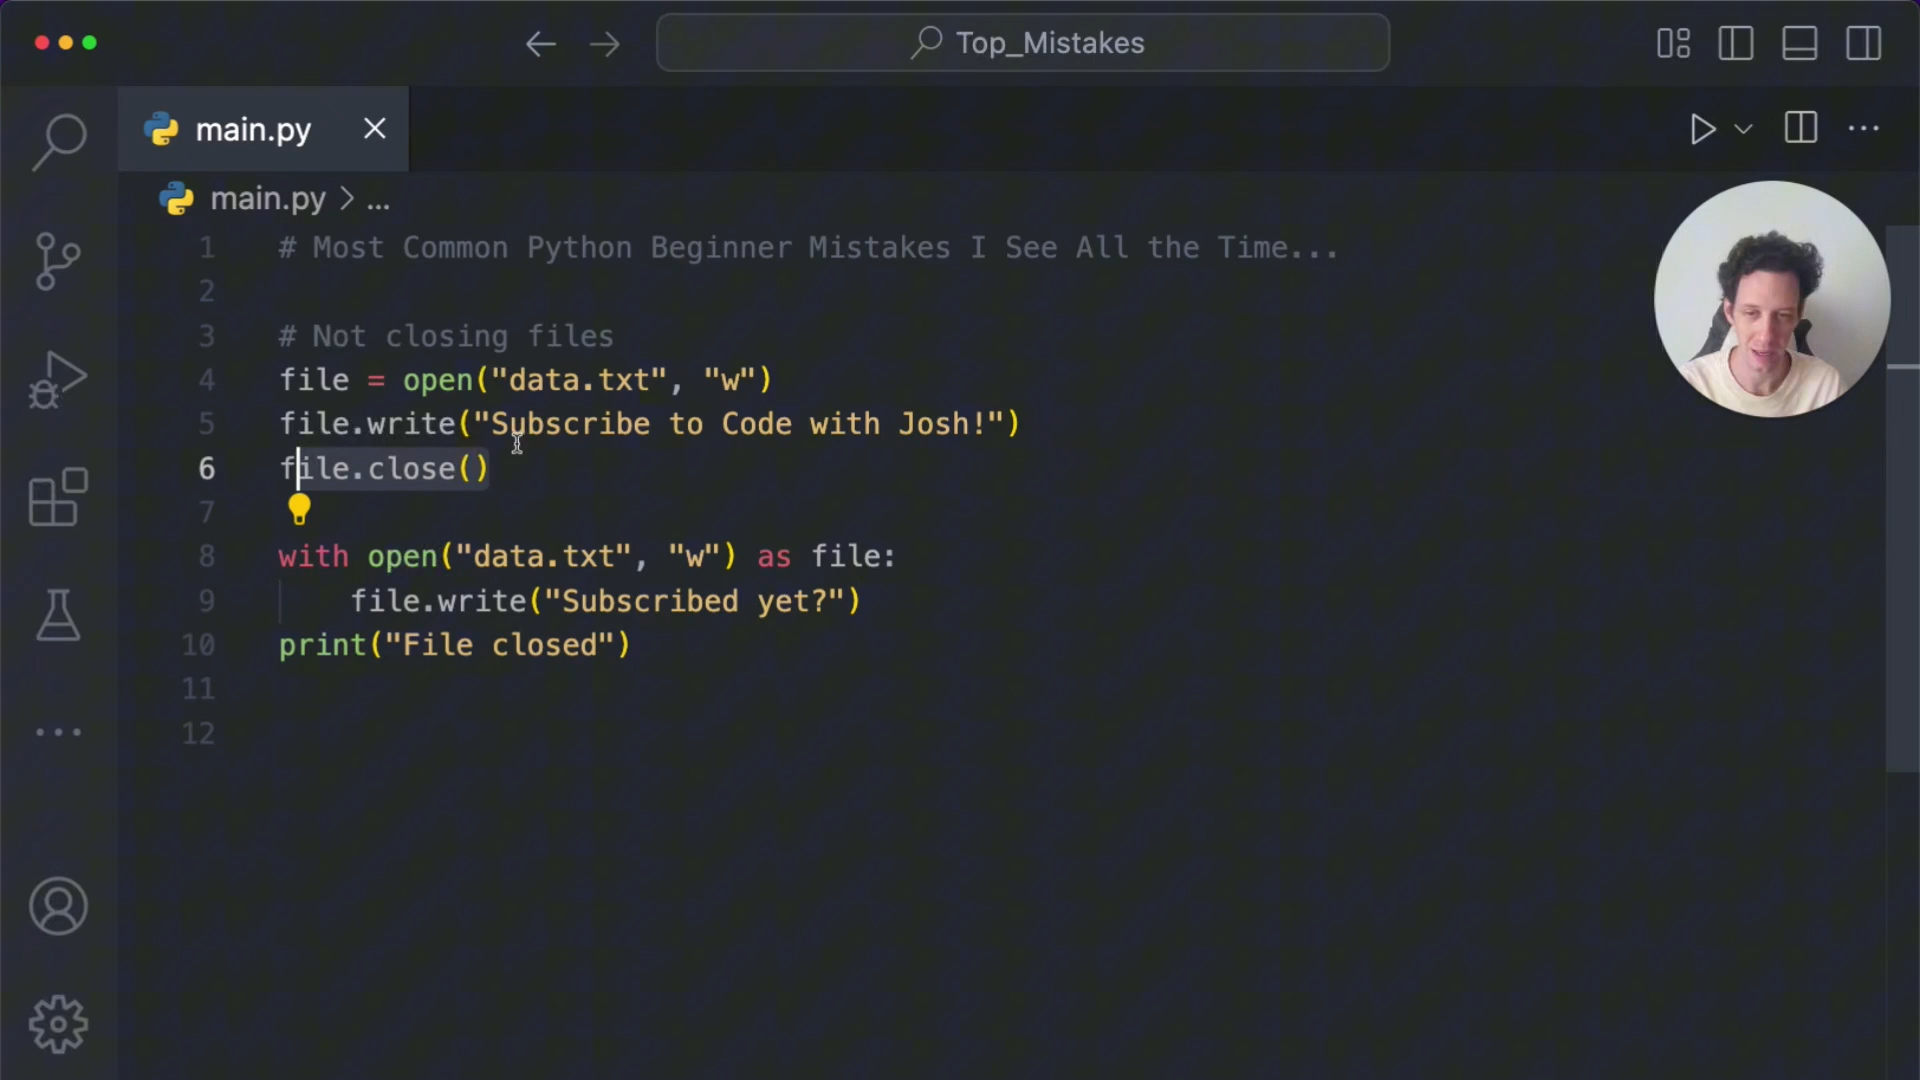 Top_Mistakes
main.py
main.py > ...
1 # Most Common Python Beginner Mistakes I See All the Time...
2
3 # Not closing files
4 file = open("data.txt", "w")
5 file.write("Subscribe to Code with Josh!")
6 file.close()
7
8 with open("data.txt", "w") as file:
9     file.write("Subscribed yet?")
10 print("File closed")
11
12